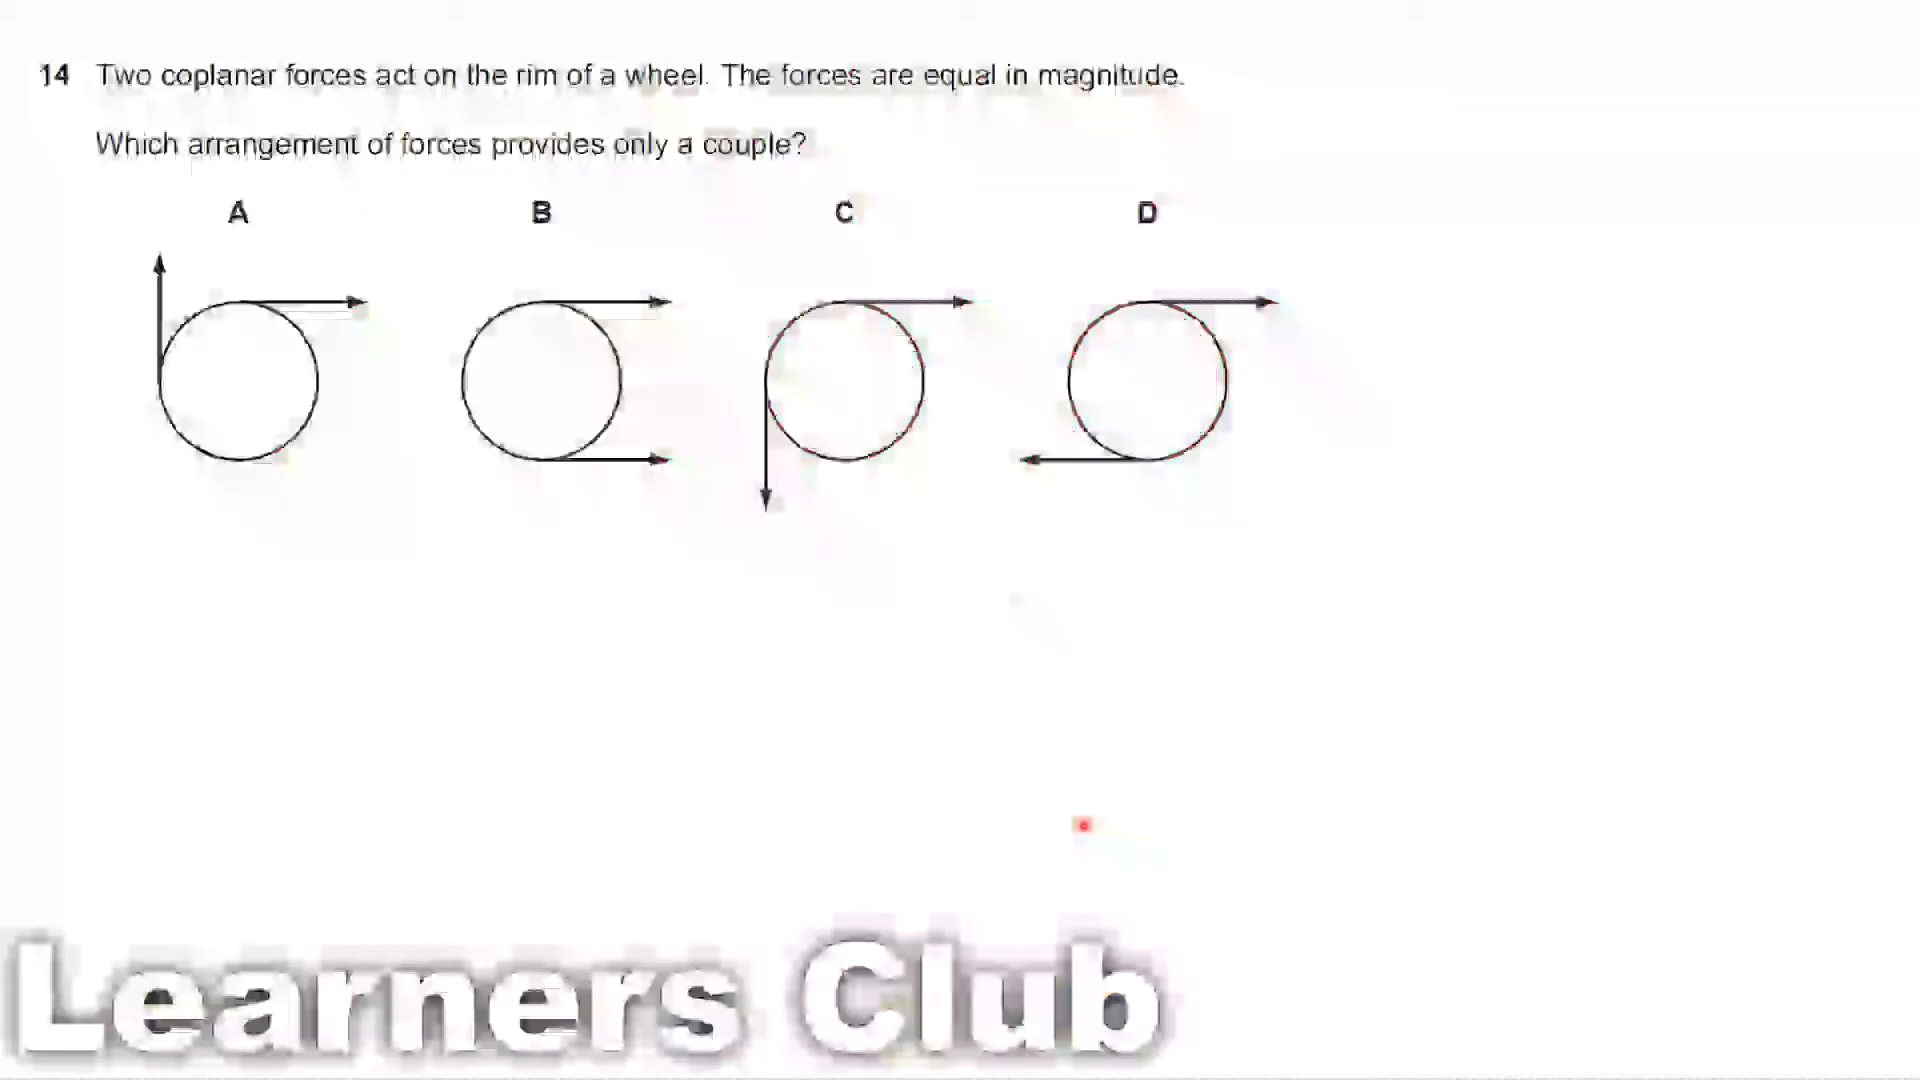 14 Two coplanar forces act on the rim of a wheel. The forces are equal in magnitude.
Which arrangement of forces provides only a couple?
A B C D
Learners Club